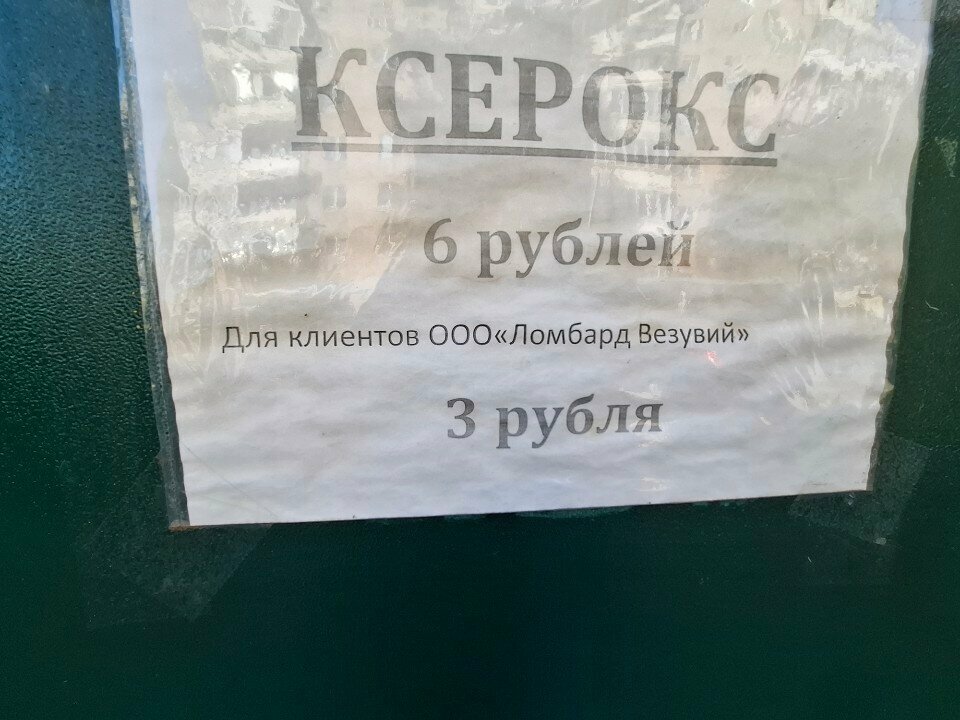 КСЕРОКС
6 рублей
Для клиентов ООО«Ломбард Везувий»
3 рубля